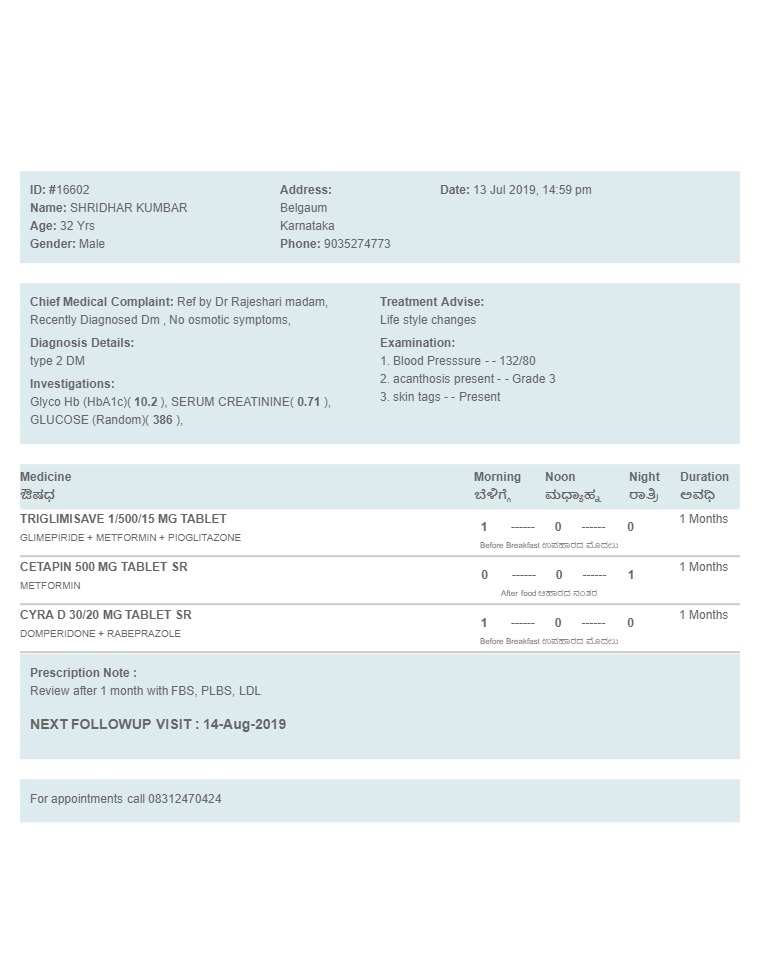 ID: #16602
Name: SHRIDHAR KUMBAR
Age: 32 Yrs
Gender: Male
Address:
Belgaum
Karnataka
Phone: 9035274773
Date: 13 Jul 2019, 14:59 pm
Chief Medical Complaint: Ref by Dr Rajeshari madam,
Recently Diagnosed Dm , No osmotic symptoms,
Diagnosis Details:
type 2 DM
Investigations:
Glyco Hb (HbA1c)( 10.2 ), SERUM CREATININE( 0.71 ),
GLUCOSE (Random)( 386 ),
Treatment Advise:
Life style changes
Examination:
1. Blood Presssure - - 132/80
2. acanthosis present - - Grade 3
3. skin tags - - Present
Medicine Morning Noon Night Duration
ಔಷಧ ಬೆಳಿಗ್ಗೆ ಮಧ್ಯಾಹ್ನ ರಾತ್ರಿ ಅವಧಿ
TRIGLIMISAVE 1/500/15 MG TABLET 1 ------ 0 ------ 0 1 Months
GLIMEPIRIDE + METFORMIN + PIOGLITAZONE
Before Breakfast ಉಪಹಾರದ ಮೊದಲು
CETAPIN 500 MG TABLET SR 0 ------ 0 ------ 1 1 Months
METFORMIN
After food ಆಹಾರದ ನಂತರ
CYRA D 30/20 MG TABLET SR 1 ------ 0 ------ 0 1 Months
DOMPERIDONE + RABEPRAZOLE
Before Breakfast ಉಪಹಾರದ ಮೊದಲು
Prescription Note :
Review after 1 month with FBS, PLBS, LDL
NEXT FOLLOWUP VISIT : 14-Aug-2019
For appointments call 08312470424